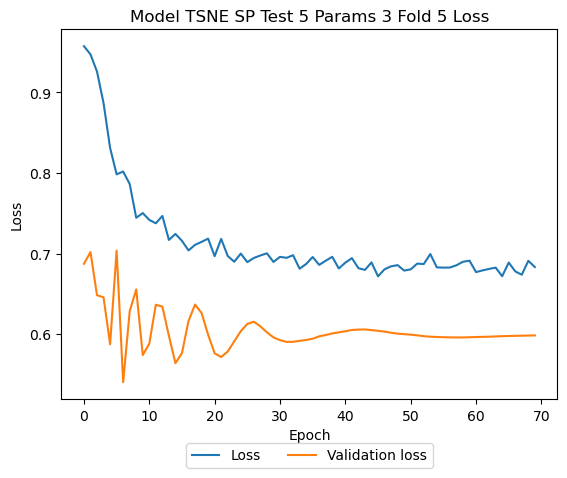 Model TSNE SP Test 5 Params 3 Fold 5 Loss
Loss
0.9
0.8
0.7
0.6
0 10 20 30 40 50 60 70
Epoch
Loss Validation loss